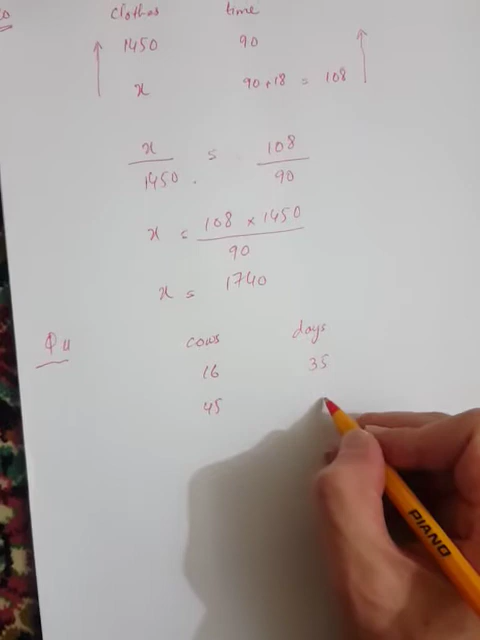 clothes time
1450 90
x 90+18 = 108
x/1450 = 108/90
x = 108 x 1450 / 90
x = 1740
Q 11 cows days
16 35
45
PIANO